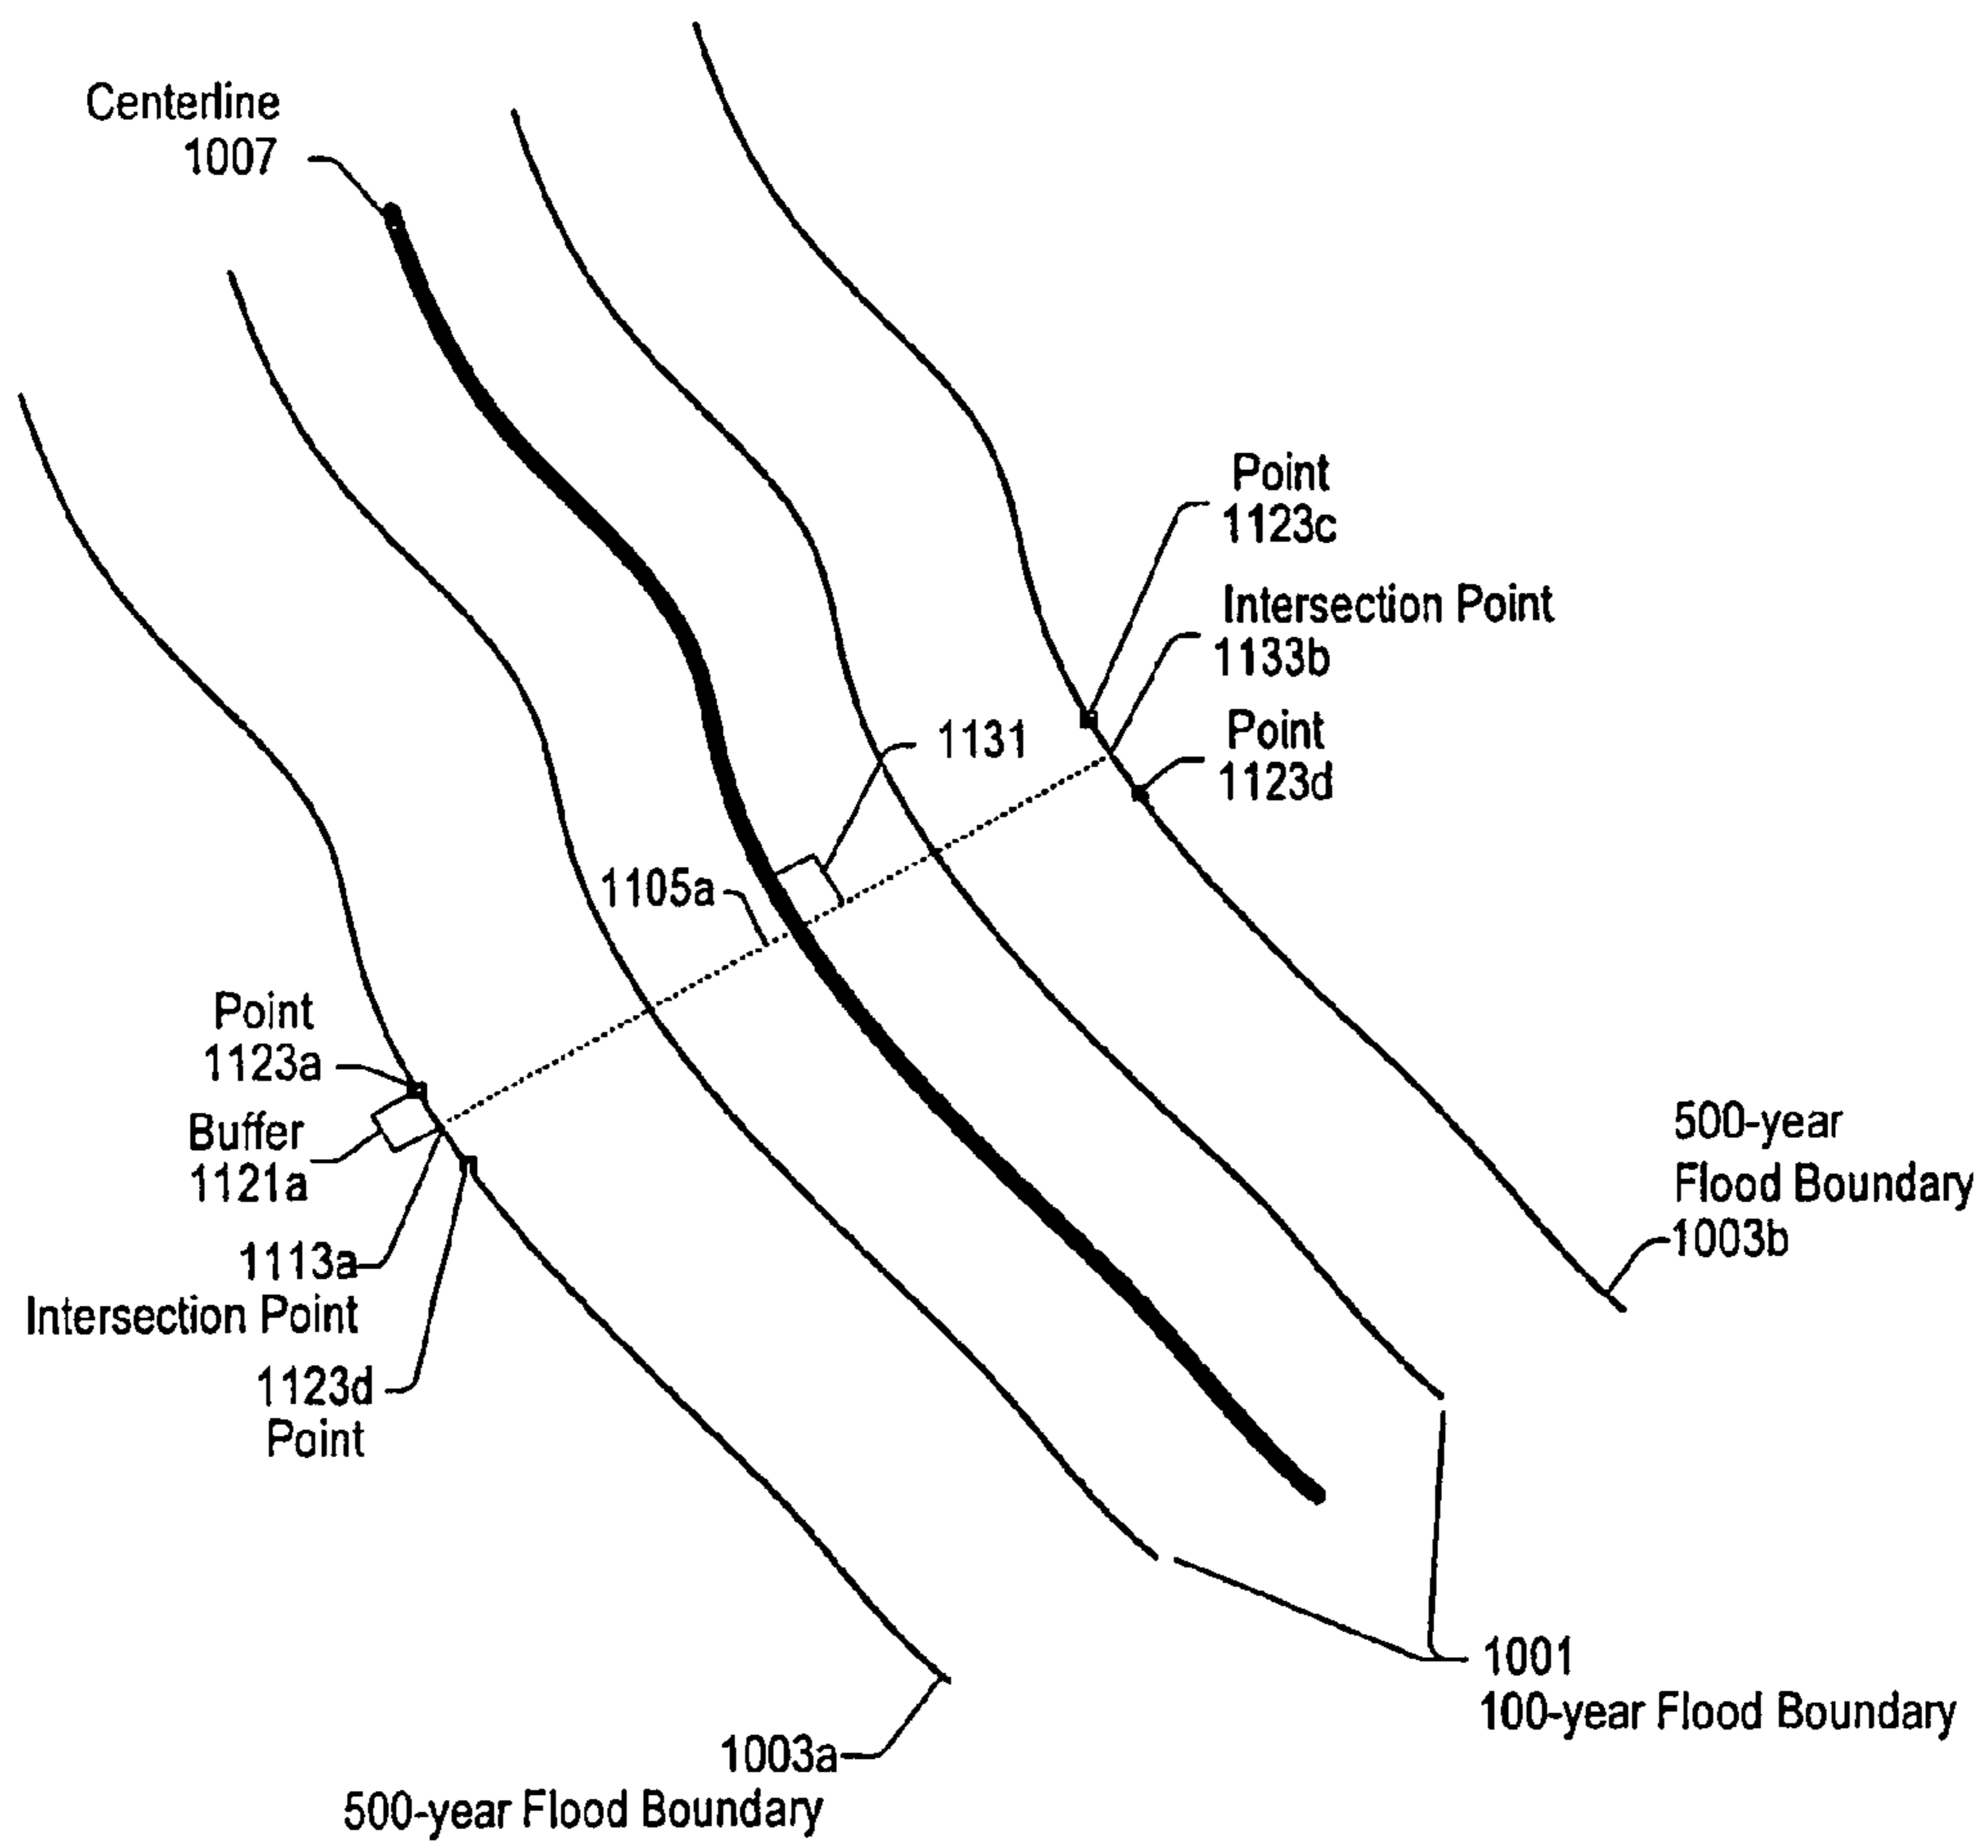 Centerline
1007
Point
1123c
Intersection Point
1133b
Point
1123d
1131
1105a
Point
1123a
Buffer
1121a
1113a
Intersection Point
1123d
Point
500-year
Flood Boundary
1003b
1001
100-year Flood Boundary
1003a
500-year Flood Boundary